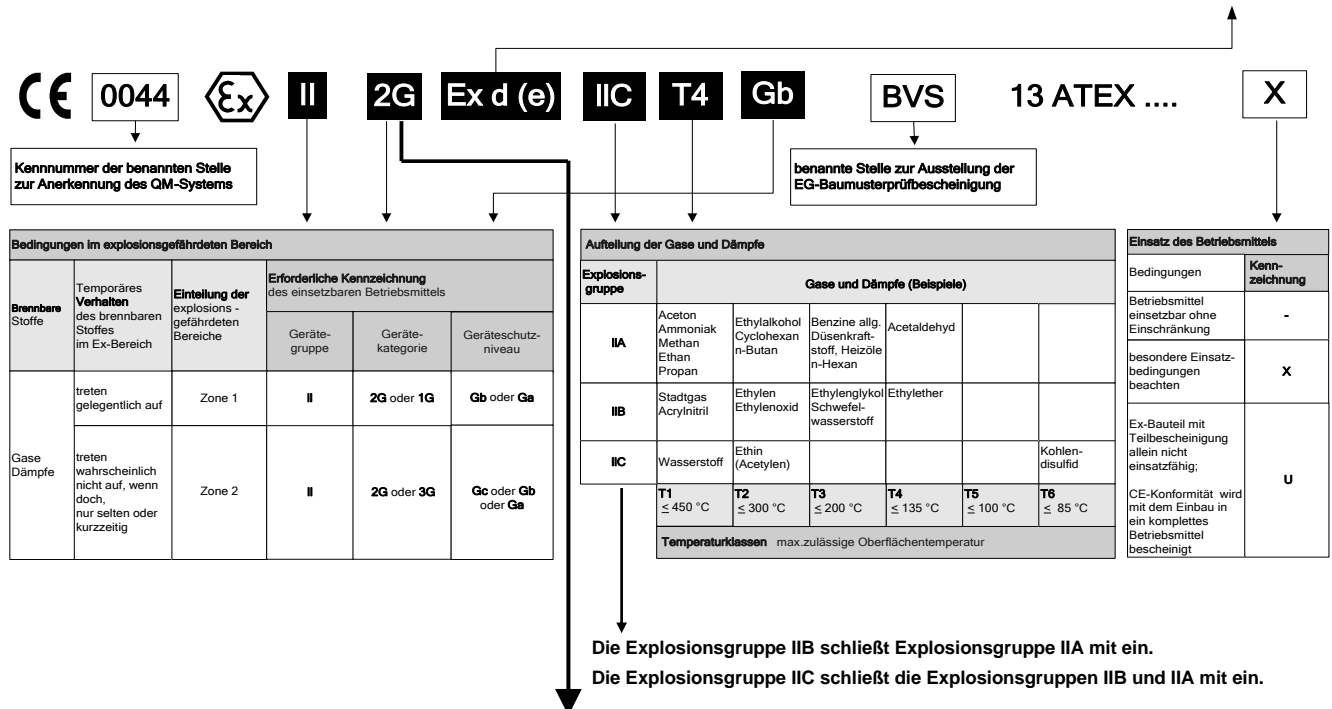 CE 0044 Ex II 2G Ex d (e) IIC T4 Gb BVS 13 ATEX .... X
Kennnummer der benannten Stelle
zur Anerkennung des QM-Systems
benannte Stelle zur Ausstellung der
EG-Baumusterprüfbescheinigung
Bedingungen im explosionsgefährdeten Bereich
Brennbare
Stoffe
Temporäres
Verhalten
des brennbaren
Stoffes
im Ex-Bereich
Einteilung der
explosions -
gefährdeten
Bereiche
Erforderliche Kennzeichnung
des einsetzbaren Betriebsmittels
Geräte-
gruppe
Geräte-
kategorie
Geräteschutz-
niveau
Gase
Dämpfe
treten
gelegentlich auf
Zone 1
II
2G oder 1G
Gb oder Ga
treten
wahrscheinlich
nicht auf, wenn
doch,
nur selten oder
kurzzeitig
Zone 2
II
2G oder 3G
Gc oder Gb
oder Ga
Aufteilung der Gase und Dämpfe
Explosions-
gruppe
Gase und Dämpfe (Beispiele)
IIA
Aceton
Ammoniak
Methan
Ethan
Propan
Ethylalkohol
Cyclohexan
n-Butan
Benzine allg.
Düsenkraft-
stoff, Heizöle
n-Hexan
Acetaldehyd
IIB
Stadtgas
Acrylnitril
Ethylen
Ethylenoxid
Ethylenglykol
Schwefel-
wasserstoff
Ethylether
IIC
Wasserstoff
Ethin
(Acetylen)
Kohlen-
disulfid
T1
≤ 450 °C
T2
≤ 300 °C
T3
≤ 200 °C
T4
≤ 135 °C
T5
≤ 100 °C
T6
≤ 85 °C
Temperaturklassen max.zulässige Oberflächentemperatur
Einsatz des Betriebsmittels
Bedingungen
Kenn-
zeichnung
Betriebsmittel
einsetzbar ohne
Einschränkung
-
besondere Einsatz-
bedingungen
beachten
X
Ex-Bauteil mit
Teilbescheinigung
allein nicht
einsatzfähig;
CE-Konformität wird
mit dem Einbau in
ein komplettes
Betriebsmittel
bescheinigt
U
Die Explosionsgruppe IIB schließt Explosionsgruppe IIA mit ein.
Die Explosionsgruppe IIC schließt die Explosionsgruppen IIB und IIA mit ein.